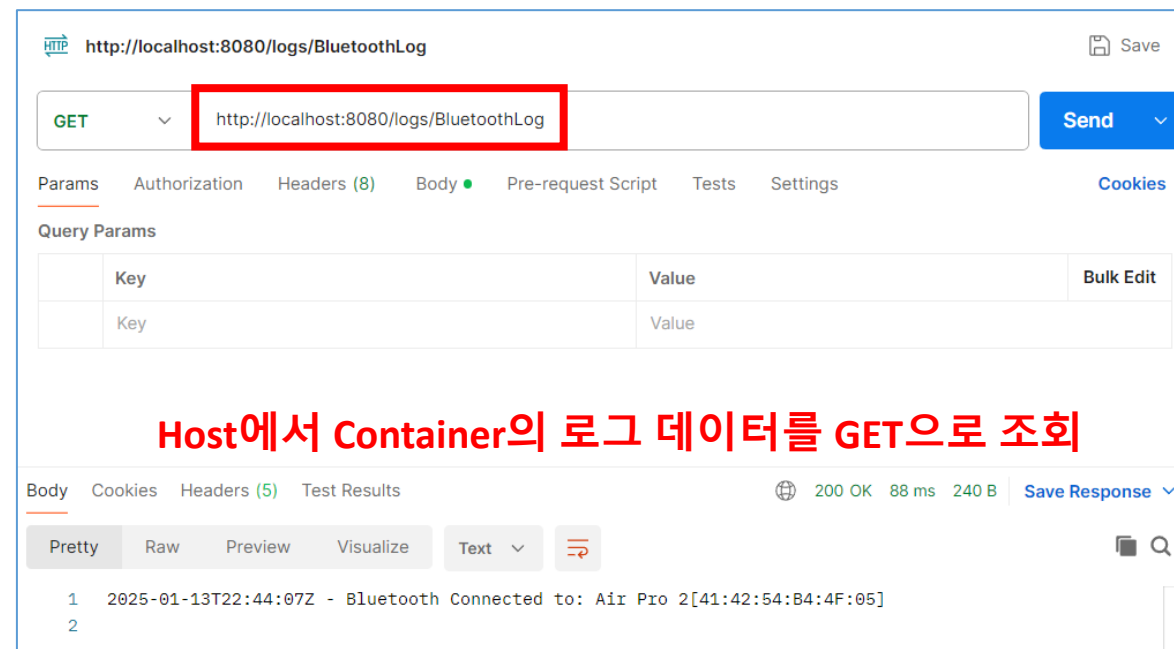 HTTP http://localhost:8080/logs/BluetoothLog Save
GET http://localhost:8080/logs/BluetoothLog Send
Params Authorization Headers (8) Body Pre-request Script Tests Settings Cookies
Query Params
Key Value Bulk Edit
Key Value
Host에서 Container의 로그 데이터를 GET으로 조회
Body Cookies Headers (5) Test Results 200 OK 88 ms 240 B Save Response
Pretty Raw Preview Visualize Text
1 2025-01-13T22:44:07Z - Bluetooth Connected to: Air Pro 2[41:42:54:B4:4F:05]
2